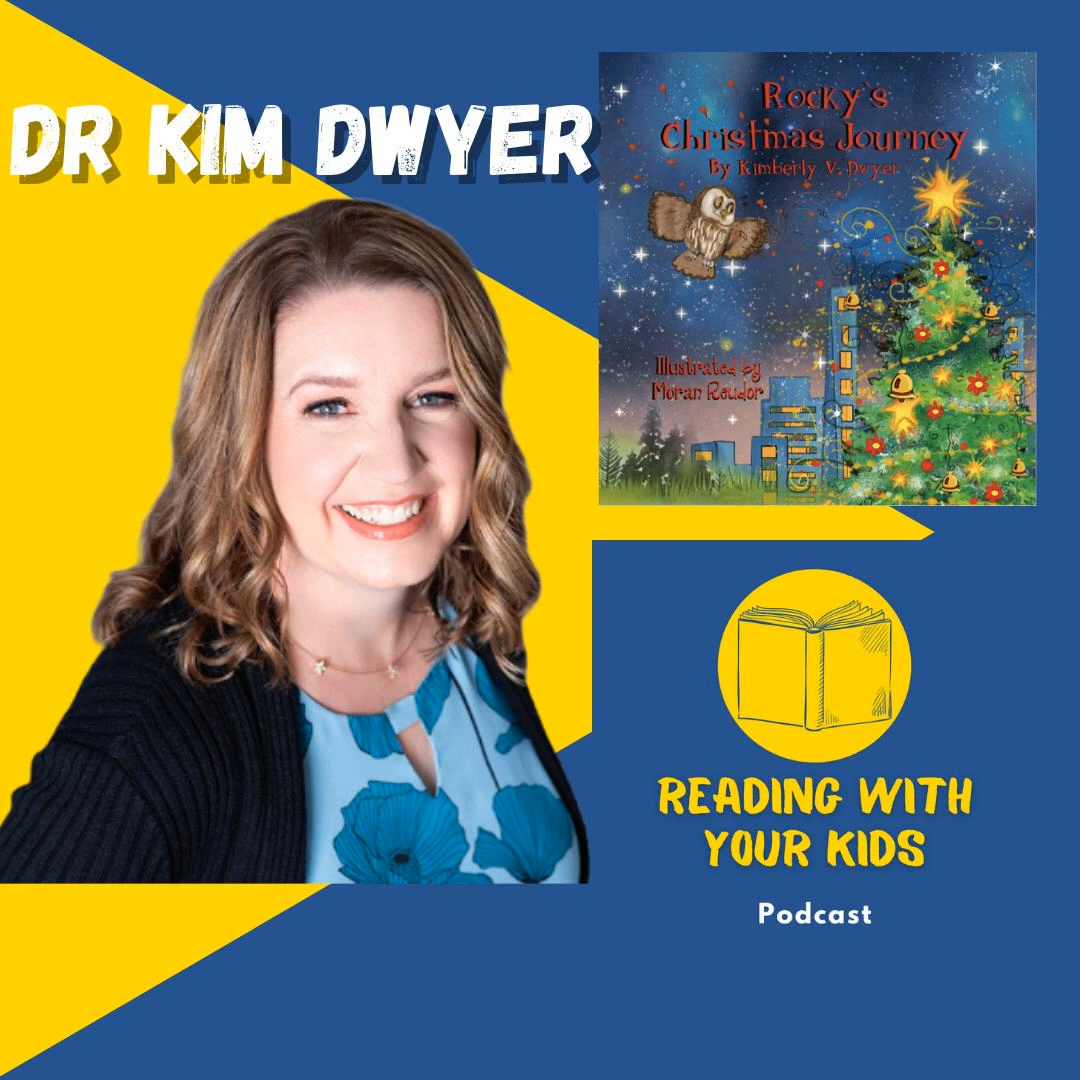 DR KIM DWYER
Rocky's
Christmas Journey
By Kimberly V. Dwyer
Illustrated by
Moran Reudor
READING WITH
YOUR KIDS
Podcast